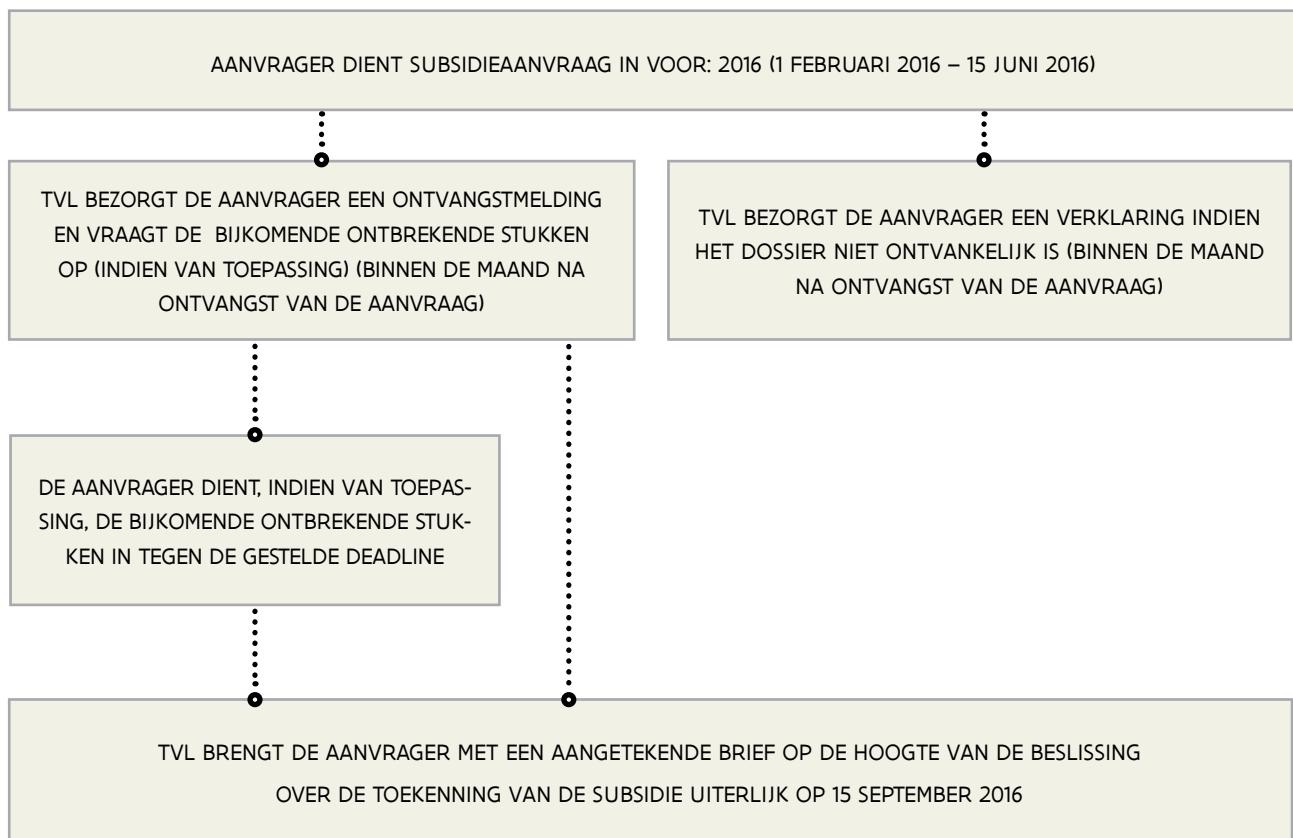 AANVRAGER DIENT SUBSIDIEAANVRAAG IN VOOR: 2016 (1 FEBRUARI 2016 – 15 JUNI 2016)
TVL BEZORGT DE AANVRAGER EEN ONTVANGSTMELDING
EN VRAAGT DE BIJKOMENDE ONTBREKENDE STUKKEN
OP (INDIEN VAN TOEPASSING) (BINNEN DE MAAND NA
ONTVANGST VAN DE AANVRAAG)
TVL BEZORGT DE AANVRAGER EEN VERKLARING INDIEN
HET DOSSIER NIET ONTVANKELIJK IS (BINNEN DE MAAND
NA ONTVANGST VAN DE AANVRAAG)
DE AANVRAGER DIENT, INDIEN VAN TOEPAS-
SING, DE BIJKOMENDE ONTBREKENDE STUK-
KEN IN TEGEN DE GESTELDE DEADLINE
TVL BRENGT DE AANVRAGER MET EEN AANGETEKENDE BRIEF OP DE HOOGTE VAN DE BESLISSING
OVER DE TOEKENNING VAN DE SUBSIDIE UITERLIJK OP 15 SEPTEMBER 2016